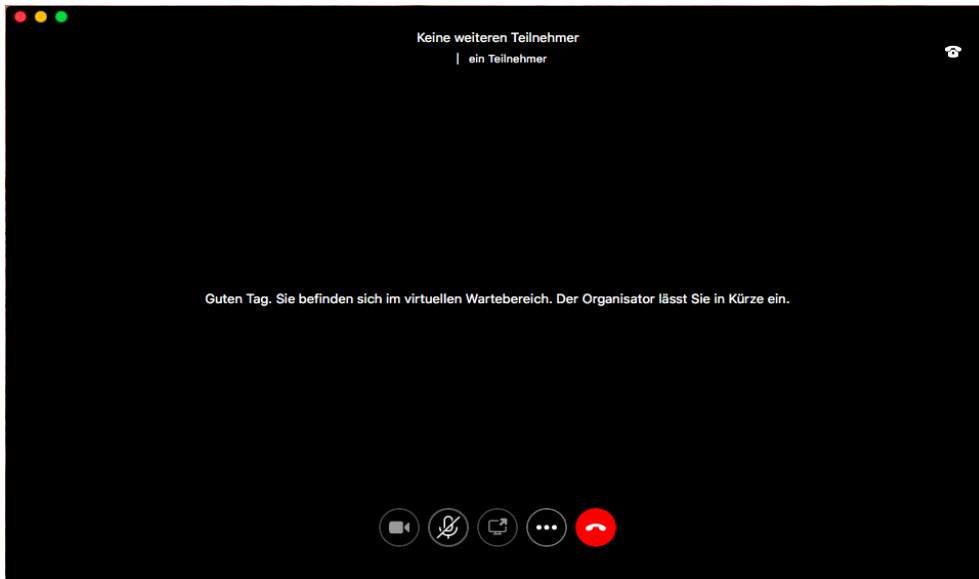 Keine weiteren Teilnehmer
| ein Teilnehmer
Guten Tag. Sie befinden sich im virtuellen Wartebereich. Der Organisator lässt Sie in Kürze ein.